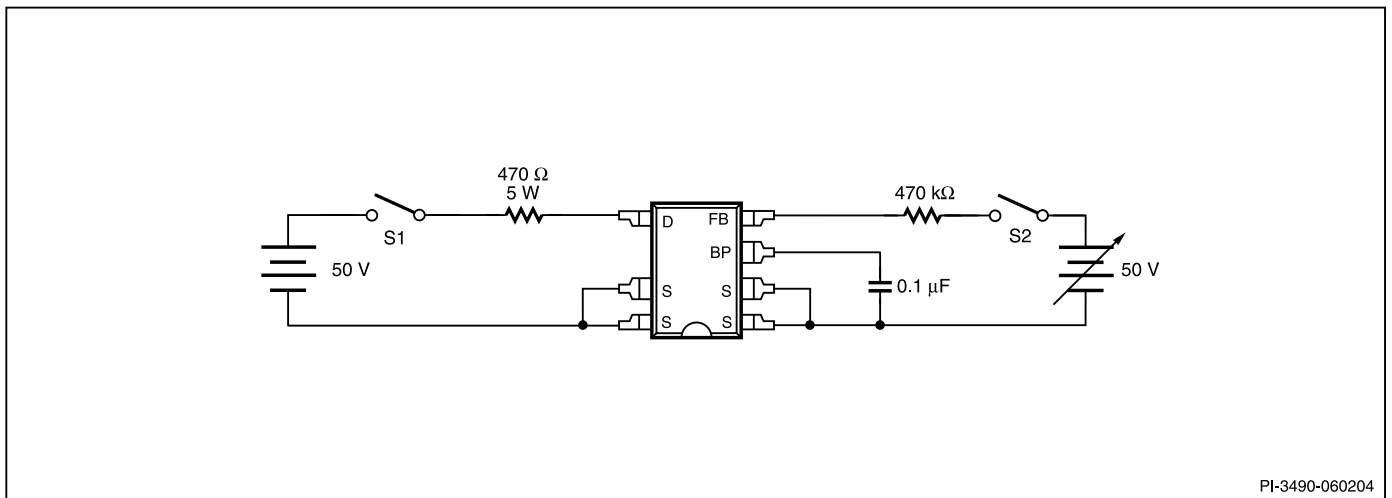 470 Ω
5 W
S1
50 V
D
FB
BP
S
S
S
S
470 kΩ
S2
50 V
0.1 µF
PI-3490-060204